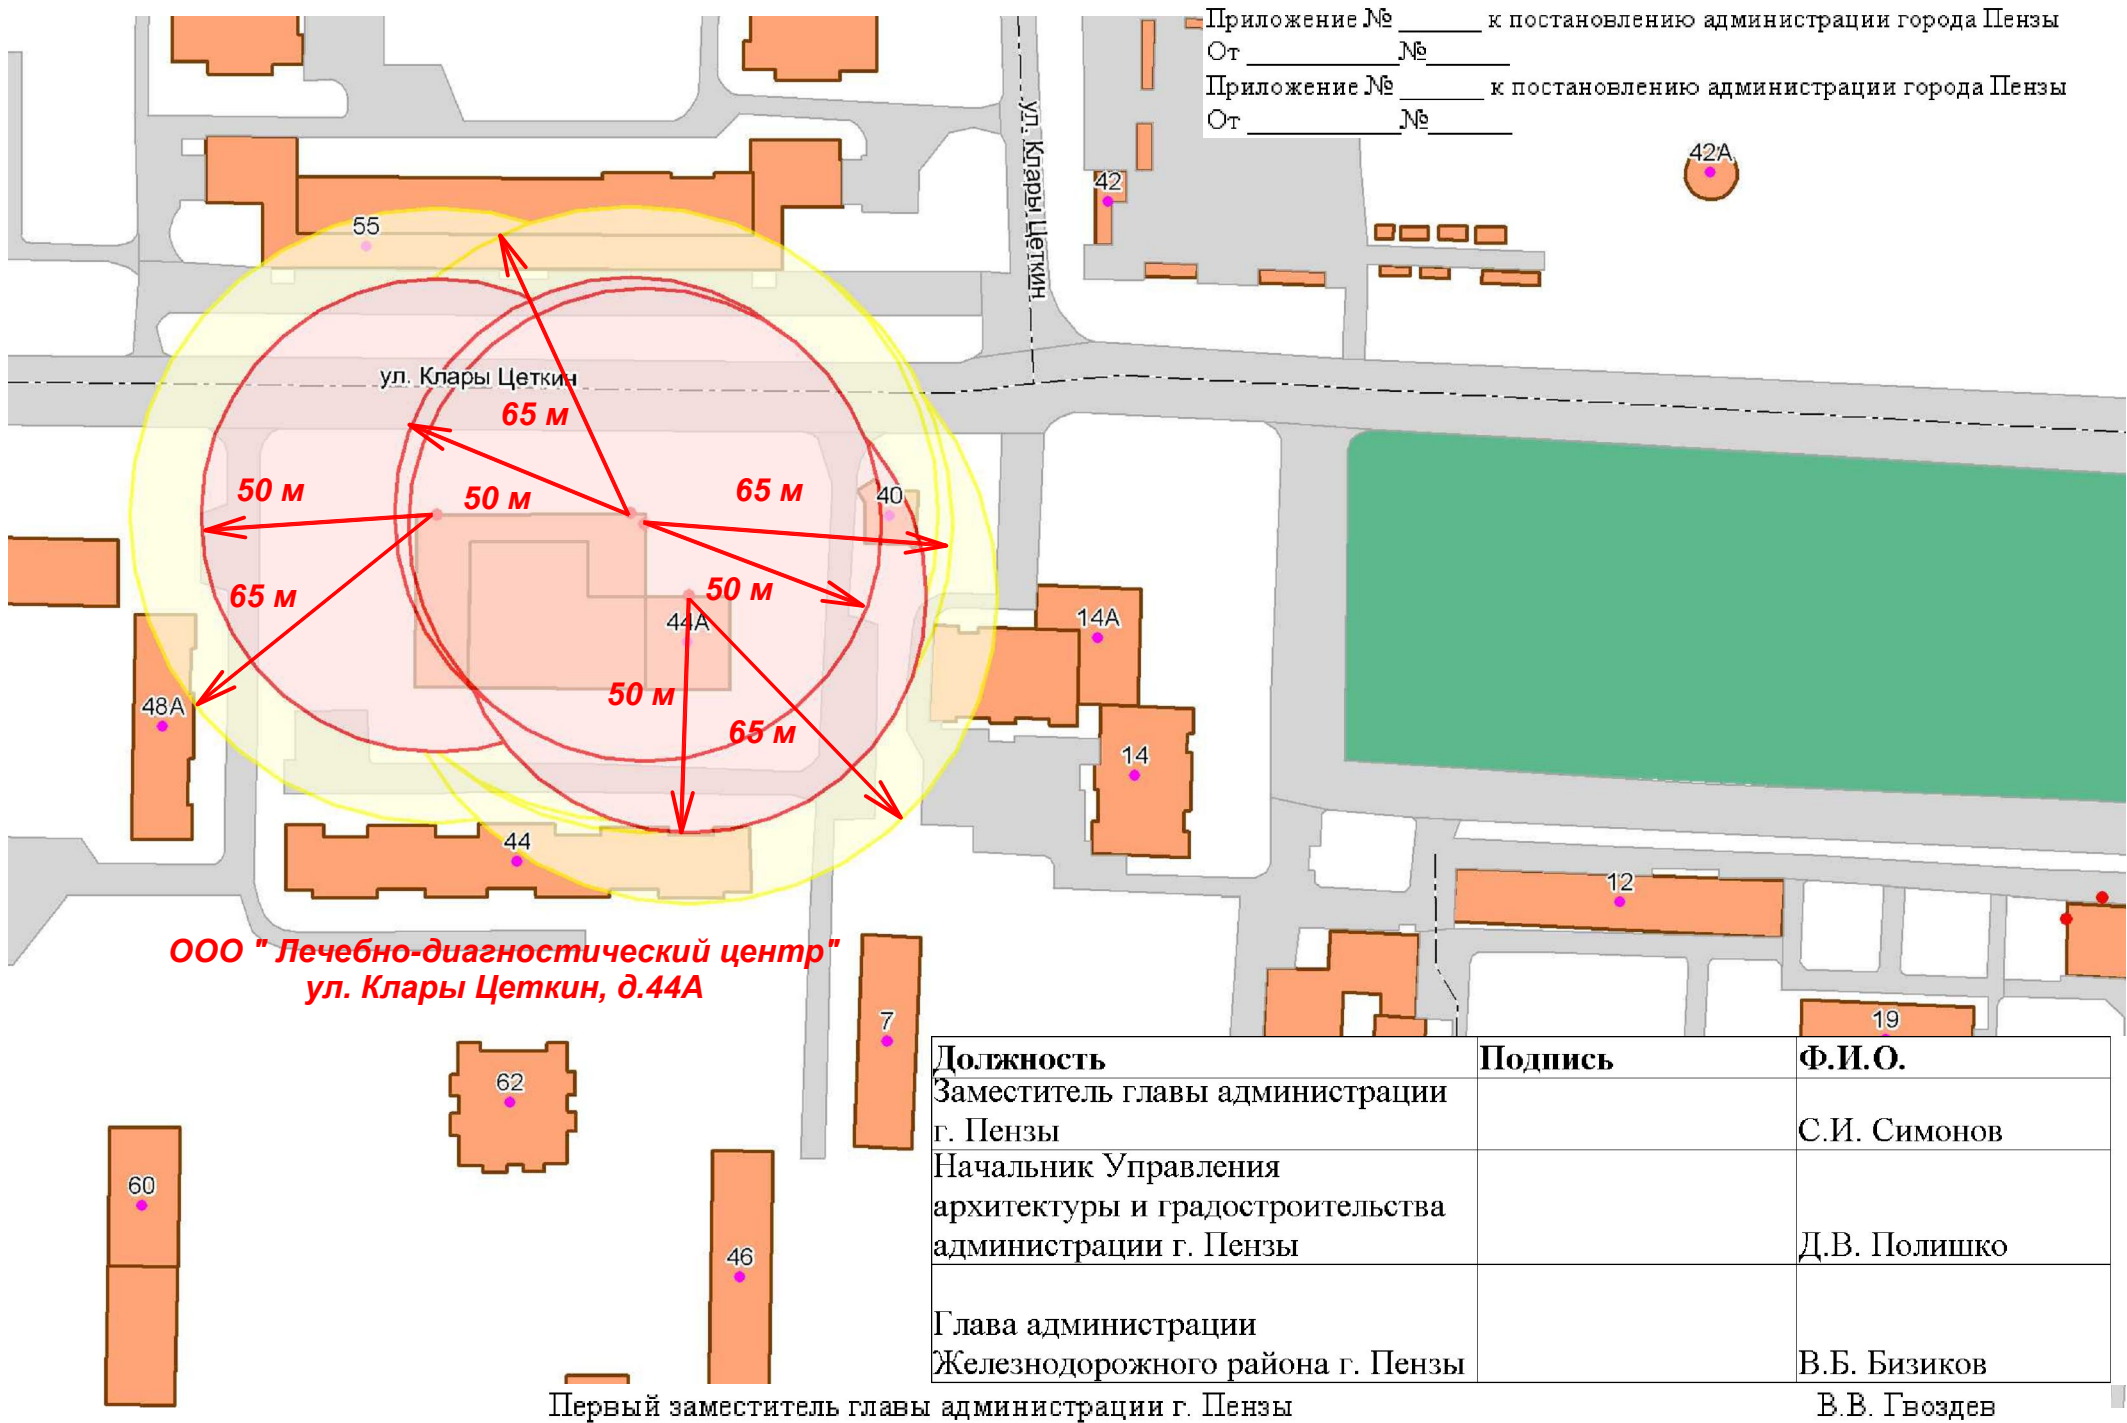 Приложение № ______ к постановлению администрации города Пензы
От ___________№______
Приложение № ______ к постановлению администрации города Пензы
От ___________№______
ул. Клары Цеткин
42А
42
55
ул. Клары Цеткин
65 м
50 м
50 м
65 м
40
65 м
50 м
44А
14А
50 м
65 м
48А
14
44
12
ООО " Лечебно-диагностический центр"
ул. Клары Цеткин, д.44А
7
19
62
60
46
Должность Подпись Ф.И.О.
Заместитель главы администрации
г. Пензы С.И. Симонов
Начальник Управления
архитектуры и градостроительства
администрации г. Пензы Д.В. Полишко
Глава администрации
Железнодорожного района г. Пензы В.Б. Бизиков
Первый заместитель главы администрации г. Пензы В.В. Гвоздев